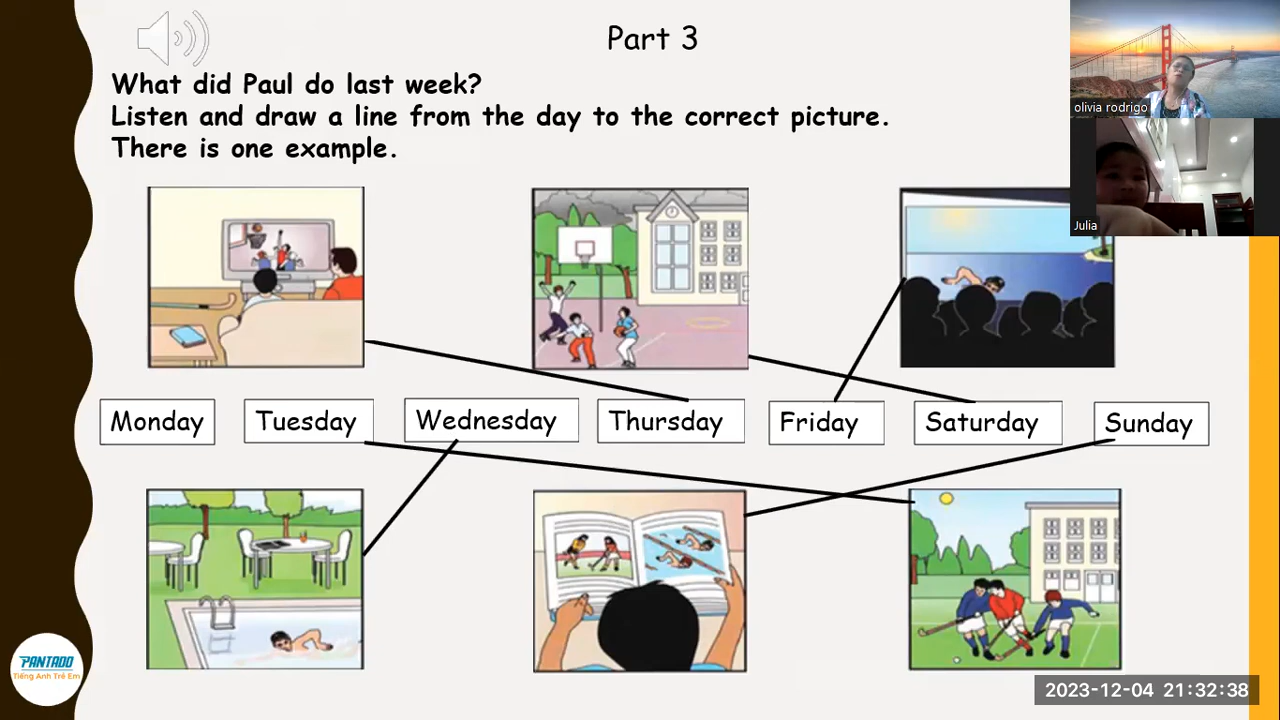 Part 3
What did Paul do last week?
Listen and draw a line from the day to the correct picture.
There is one example.
olivia rodrigo
Julia
Monday Tuesday Wednesday Thursday Friday Saturday Sunday
PANTADO
Tiếng Anh Trẻ Em
2023-12-04 21:32:38